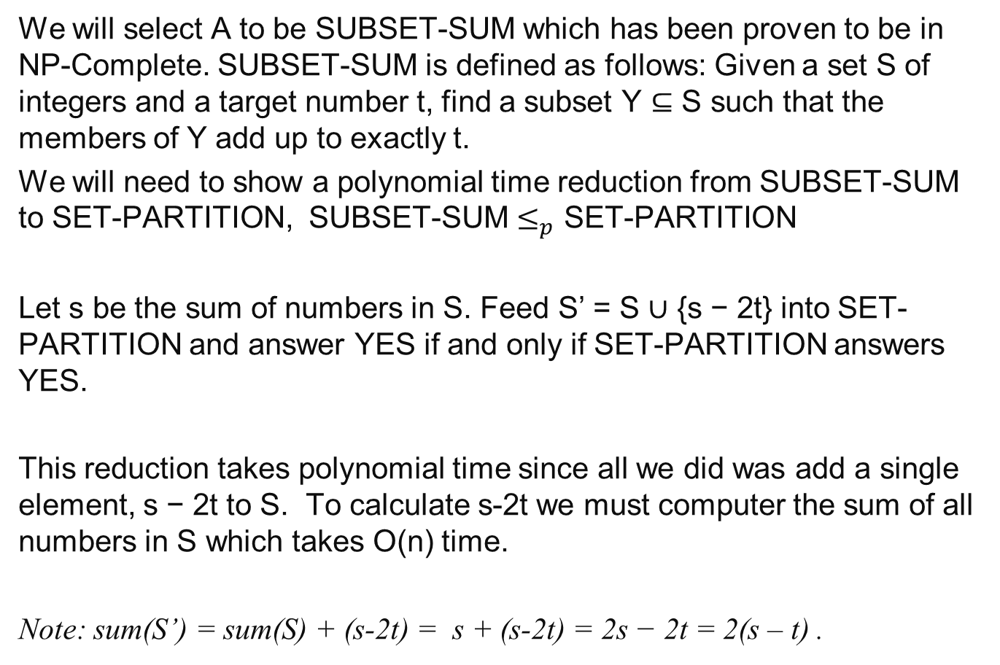 We will select A to be SUBSET-SUM which has been proven to be in
NP-Complete. SUBSET-SUM is defined as follows: Given a set S of
integers and a target number t, find a subset Y ⊆ S such that the
members of Y add up to exactly t.
We will need to show a polynomial time reduction from SUBSET-SUM
to SET-PARTITION, SUBSET-SUM ≤p SET-PARTITION
Let s be the sum of numbers in S. Feed S’ = S ∪ {s − 2t} into SET-
PARTITION and answer YES if and only if SET-PARTITION answers
YES.
This reduction takes polynomial time since all we did was add a single
element, s − 2t to S. To calculate s-2t we must computer the sum of all
numbers in S which takes O(n) time.
Note: sum(S’) = sum(S) + (s-2t) = s + (s-2t) = 2s − 2t = 2(s – t) .